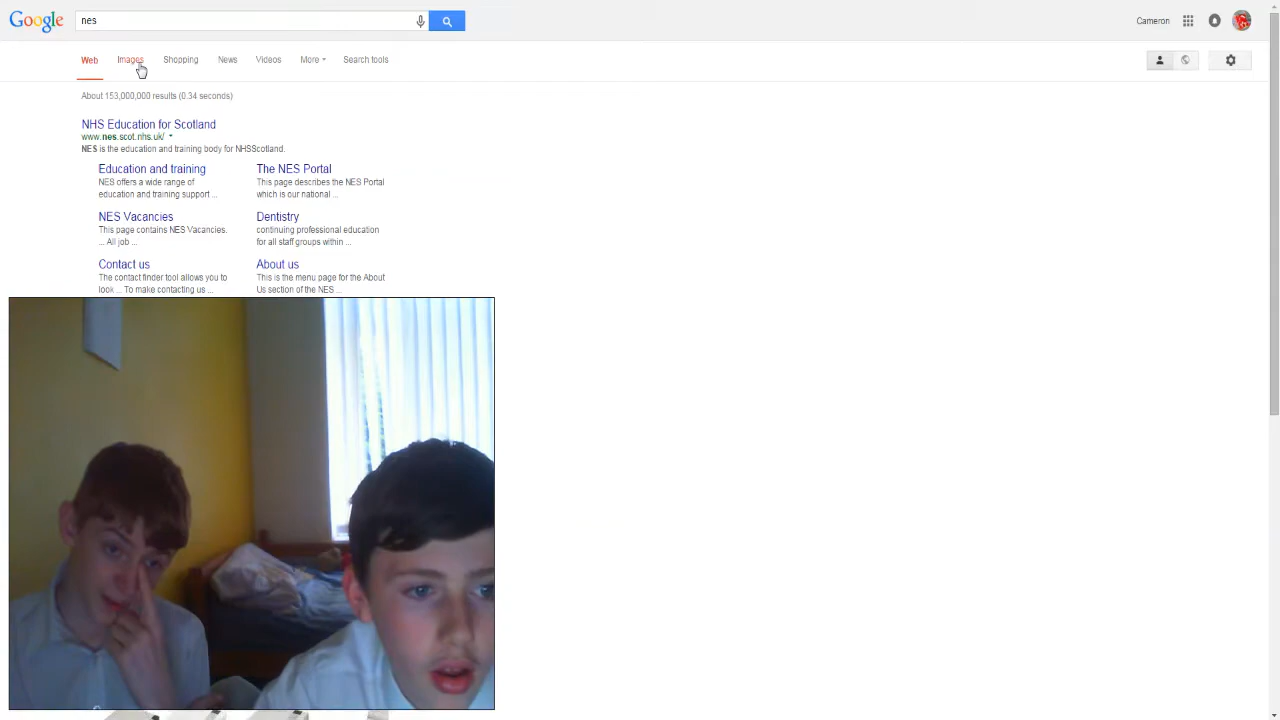 Google nes Cameron
Web Images Shopping News Videos More Search tools
About 153,000,000 results (0.34 seconds)
NHS Education for Scotland
www.nes.scot.nhs.uk/
NES is the education and training body for NHSScotland.
Education and training
NES offers a wide range of
education and training support ...
The NES Portal
This page describes the NES Portal
which is our national ...
NES Vacancies
This page contains NES Vacancies.
... All job ...
Dentistry
continuing professional education
for all staff groups within ...
Contact us
The contact finder tool allows you to
look ... To make contacting us ...
About us
This is the menu page for the About
Us section of the NES ...